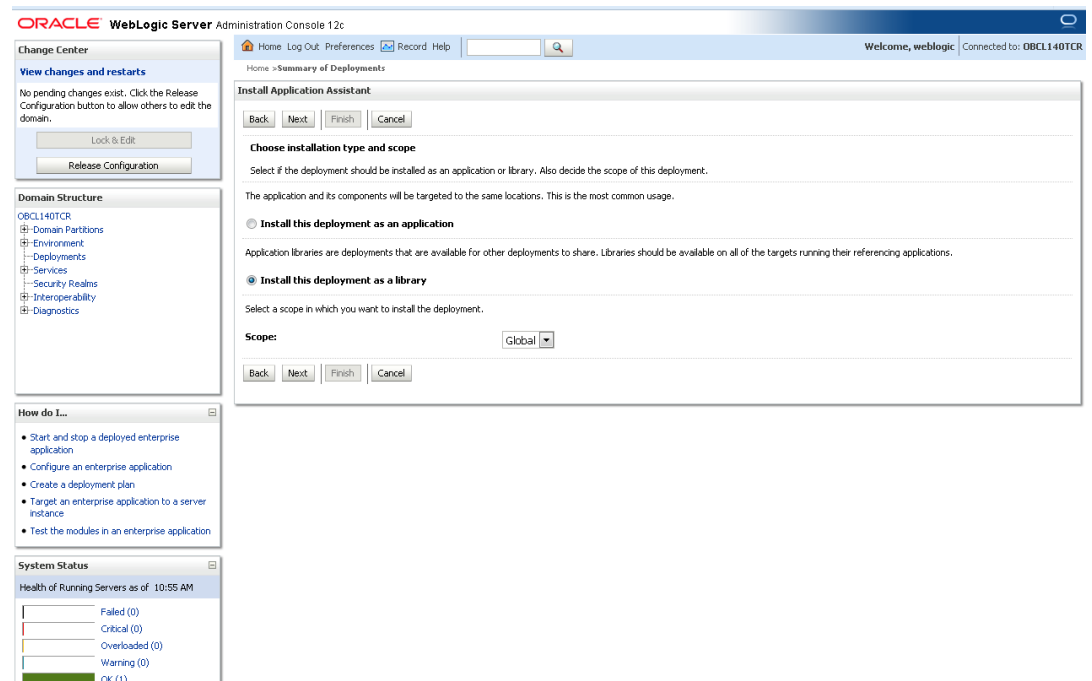 ORACLE WebLogic Server Administration Console 12c
Change Center
View changes and restarts
No pending changes exist. Click the Release
Configuration button to allow others to edit the
domain.
Lock & Edit
Release Configuration
Domain Structure
OBCL140TCR
Domain Partitions
Environment
Deployments
Services
Security Realms
Interoperability
Diagnostics
How do I...
Start and stop a deployed enterprise
application
Configure an enterprise application
Create a deployment plan
Target an enterprise application to a server
instance
Test the modules in an enterprise application
System Status
Health of Running Servers as of 10:55 AM
Failed (0)
Critical (0)
Overloaded (0)
Warning (0)
OK (1)
Home Log Out Preferences Record Help
Welcome, weblogic Connected to: OBCL140TCR
Home >Summary of Deployments
Install Application Assistant
Back Next Finish Cancel
Choose installation type and scope
Select if the deployment should be installed as an application or library. Also decide the scope of this deployment.
The application and its components will be targeted to the same locations. This is the most common usage.
Install this deployment as an application
Application libraries are deployments that are available for other deployments to share. Libraries should be available on all of the targets running their referencing applications.
Install this deployment as a library
Select a scope in which you want to install the deployment.
Scope: Global
Back Next Finish Cancel